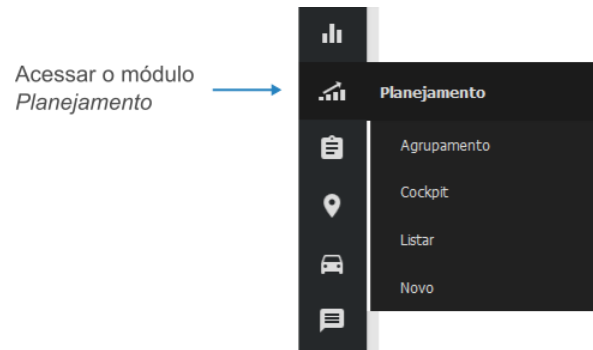 Acessar o módulo
Planejamento
Planejamento
Agrupamento
Cockpit
Listar
Novo